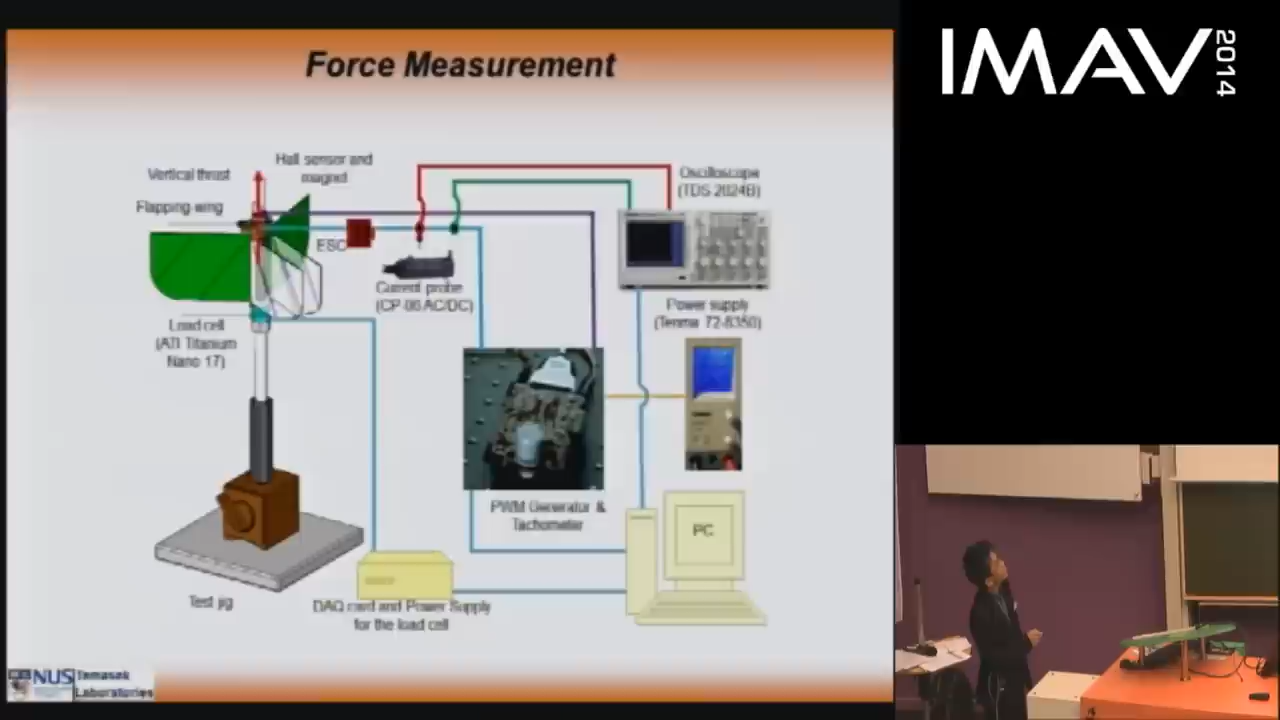 Force Measurement
IMAV 2014
Vertical thrust
Hall sensor and
magnet
Flapping wing
ESC
Oscilloscope
(TDS 2024B)
Current probe
(CP-06 AC/DC)
Power supply
(Tenma 72-8350)
Load cell
(ATI Titanium
Nano 17)
PWM Generator &
Tachometer
PC
Test jig
DAQ card and Power Supply
for the load cell
NUS
Temasek
Laboratories